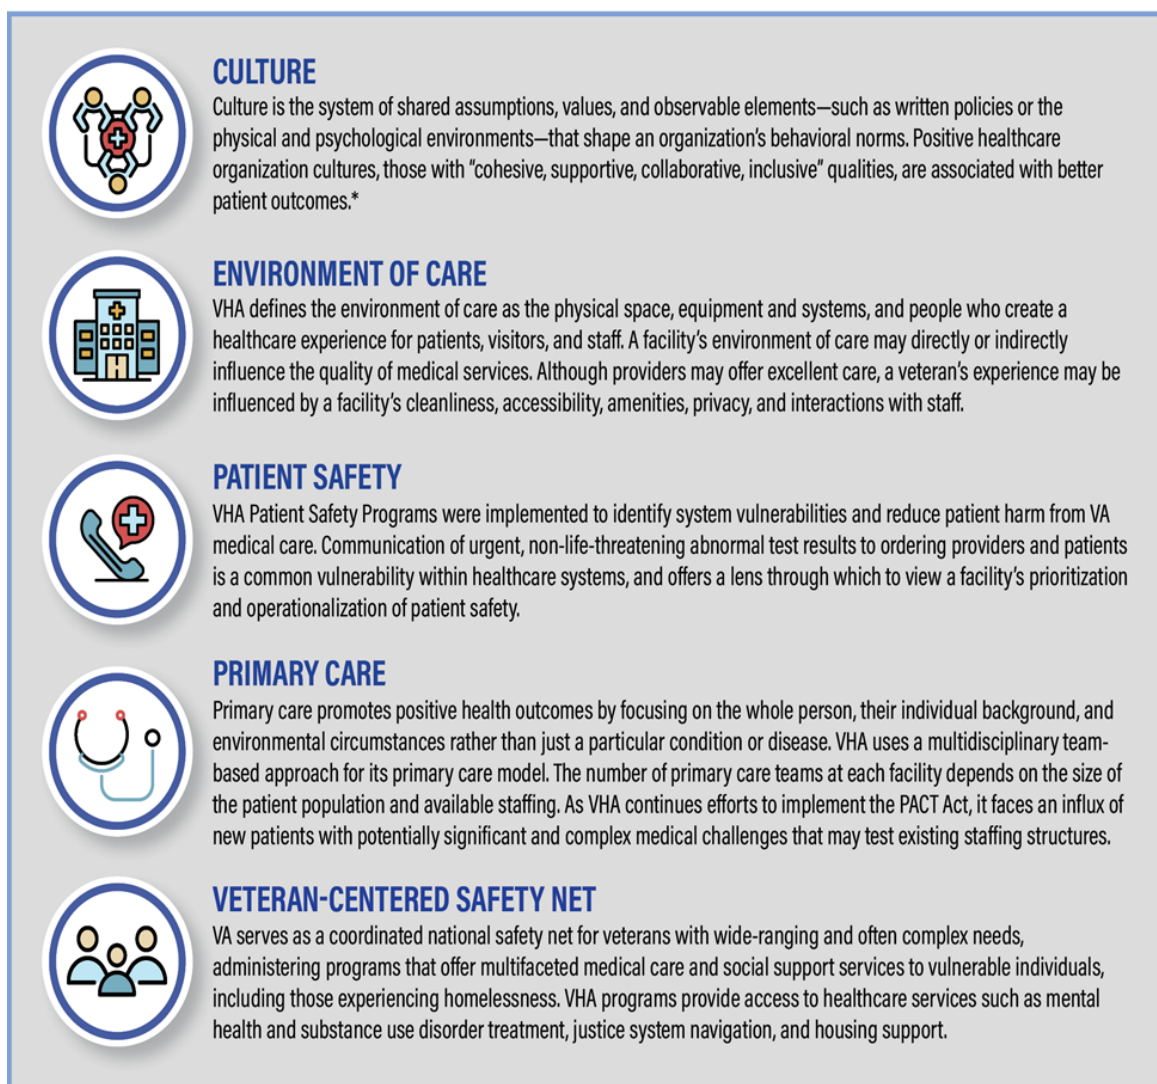 CULTURE
Culture is the system of shared assumptions, values, and observable elements—such as written policies or the
physical and psychological environments—that shape an organization's behavioral norms. Positive healthcare
organization cultures, those with “cohesive, supportive, collaborative, inclusive” qualities, are associated with better
patient outcomes.*
ENVIRONMENT OF CARE
VHA defines the environment of care as the physical space, equipment and systems, and people who create a
healthcare experience for patients, visitors, and staff. A facility's environment of care may directly or indirectly
influence the quality of medical services. Although providers may offer excellent care, a veteran's experience may be
influenced by a facility's cleanliness, accessibility, amenities, privacy, and interactions with staff.
PATIENT SAFETY
VHA Patient Safety Programs were implemented to identify system vulnerabilities and reduce patient harm from VA
medical care. Communication of urgent, non-life-threatening abnormal test results to ordering providers and patients
is a common vulnerability within healthcare systems, and offers a lens through which to view a facility's prioritization
and operationalization of patient safety.
PRIMARY CARE
Primary care promotes positive health outcomes by focusing on the whole person, their individual background, and
environmental circumstances rather than just a particular condition or disease. VHA uses a multidisciplinary team-
based approach for its primary care model. The number of primary care teams at each facility depends on the size of
the patient population and available staffing. As VHA continues efforts to implement the PACT Act, it faces an influx of
new patients with potentially significant and complex medical challenges that may test existing staffing structures.
VETERAN-CENTERED SAFETY NET
VA serves as a coordinated national safety net for veterans with wide-ranging and often complex needs,
administering programs that offer multifaceted medical care and social support services to vulnerable individuals,
including those experiencing homelessness. VHA programs provide access to healthcare services such as mental
health and substance use disorder treatment, justice system navigation, and housing support.